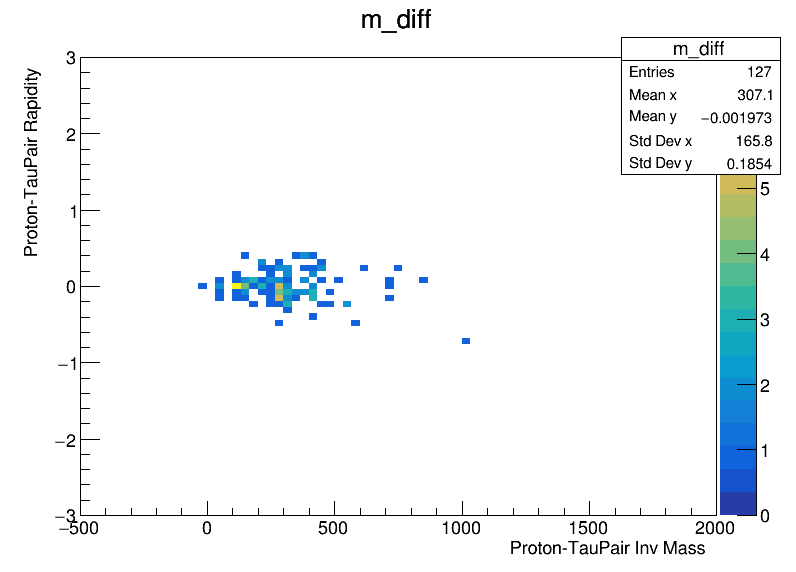 m_diff
m_diff
Entries 127
Mean x 307.1
Mean y −0.001973
Std Dev x 165.8
Std Dev y 0.1854
Proton-TauPair Rapidity
3
2
1
0
−1
−2
−3
5
4
3
2
1
0
−500 0 500 1000 1500 2000
Proton-TauPair Inv Mass